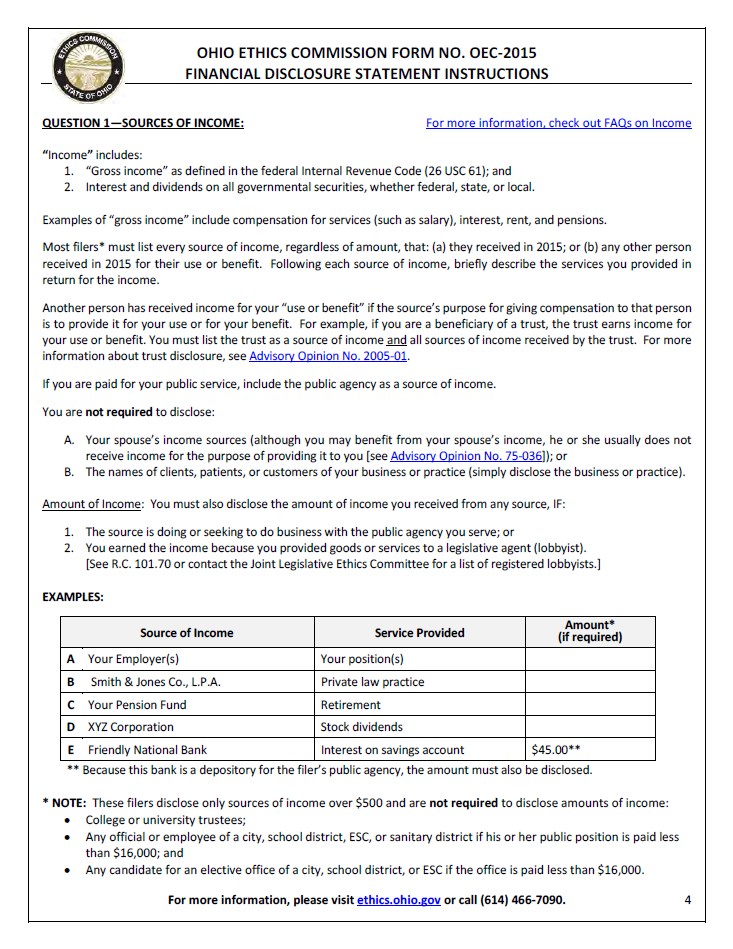 ETHICS COMMISSION
STATE OF OHIO
OHIO ETHICS COMMISSION FORM NO. OEC-2015
FINANCIAL DISCLOSURE STATEMENT INSTRUCTIONS
QUESTION 1—SOURCES OF INCOME: For more information, check out FAQs on Income
“Income” includes:
1. “Gross income” as defined in the federal Internal Revenue Code (26 USC 61); and
2. Interest and dividends on all governmental securities, whether federal, state, or local.
Examples of “gross income” include compensation for services (such as salary), interest, rent, and pensions.
Most filers* must list every source of income, regardless of amount, that: (a) they received in 2015; or (b) any other person
received in 2015 for their use or benefit. Following each source of income, briefly describe the services you provided in
return for the income.
Another person has received income for your “use or benefit” if the source’s purpose for giving compensation to that person
is to provide it for your use or for your benefit. For example, if you are a beneficiary of a trust, the trust earns income for
your use or benefit. You must list the trust as a source of income and all sources of income received by the trust. For more
information about trust disclosure, see Advisory Opinion No. 2005-01.
If you are paid for your public service, include the public agency as a source of income.
You are not required to disclose:
A. Your spouse’s income sources (although you may benefit from your spouse’s income, he or she usually does not
receive income for the purpose of providing it to you [see Advisory Opinion No. 75-036]); or
B. The names of clients, patients, or customers of your business or practice (simply disclose the business or practice).
Amount of Income: You must also disclose the amount of income you received from any source, IF:
1. The source is doing or seeking to do business with the public agency you serve; or
2. You earned the income because you provided goods or services to a legislative agent (lobbyist).
[See R.C. 101.70 or contact the Joint Legislative Ethics Committee for a list of registered lobbyists.]
EXAMPLES:
Source of Income Service Provided Amount*
(if required)
A Your Employer(s) Your position(s)
B Smith & Jones Co., L.P.A. Private law practice
C Your Pension Fund Retirement
D XYZ Corporation Stock dividends
E Friendly National Bank Interest on savings account $45.00**
** Because this bank is a depository for the filer’s public agency, the amount must also be disclosed.
* NOTE: These filers disclose only sources of income over $500 and are not required to disclose amounts of income:
• College or university trustees;
• Any official or employee of a city, school district, ESC, or sanitary district if his or her public position is paid less
than $16,000; and
• Any candidate for an elective office of a city, school district, or ESC if the office is paid less than $16,000.
For more information, please visit ethics.ohio.gov or call (614) 466-7090. 4